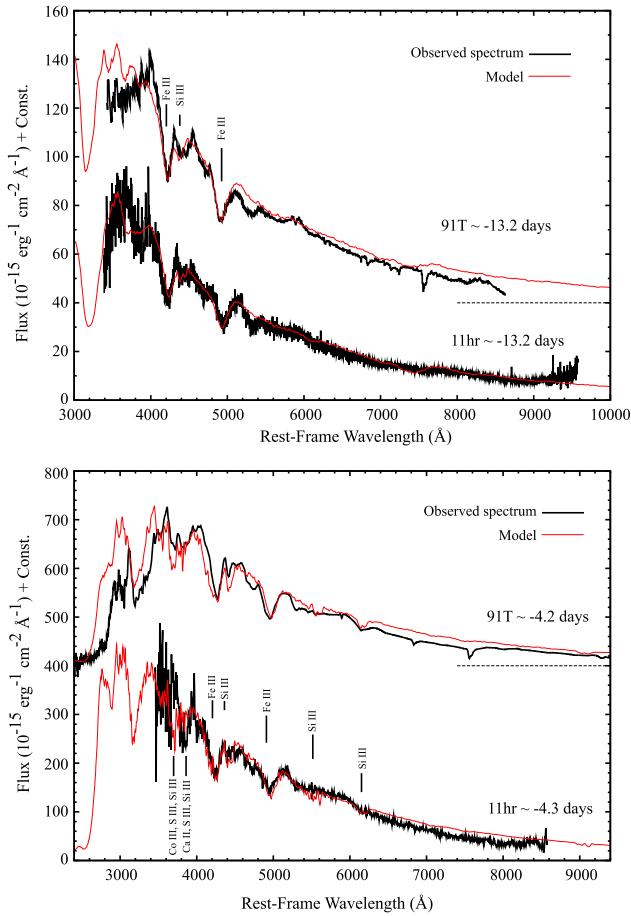 160
140
120
100
80
60
40
20
0
Flux (10⁻¹⁵ erg⁻¹ cm⁻² Å⁻¹) + Const.
Observed spectrum
Model
Fe III
Si III
Fe III
91T ~ -13.2 days
11hr ~ -13.2 days
3000 4000 5000 6000 7000 8000 9000 10000
Rest-Frame Wavelength (Å)
800
700
600
500
400
300
200
100
0
Flux (10⁻¹⁵ erg⁻¹ cm⁻² Å⁻¹) + Const.
Observed spectrum
Model
91T ~ -4.2 days
Fe III
Si III
Fe III
Si III
Si III
Co III, S III, Si III
Ca II, S III, Si III
11hr ~ -4.3 days
3000 4000 5000 6000 7000 8000 9000
Rest-Frame Wavelength (Å)